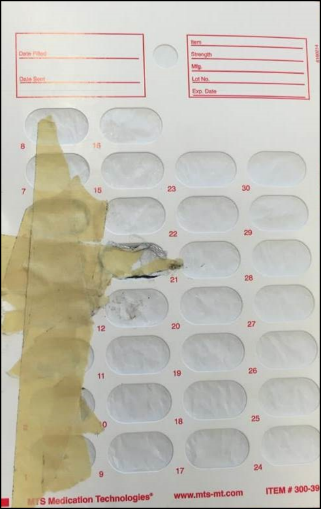 Date Filled
Date Sent
Item
Strength
Mfg.
Lot No.
Exp. Date
8
16
7
15
23
30
22
29
21
28
12
20
27
11
19
26
10
18
25
9
17
24
MTS Medication Technologies®
www.mts-mt.com
ITEM # 300-39